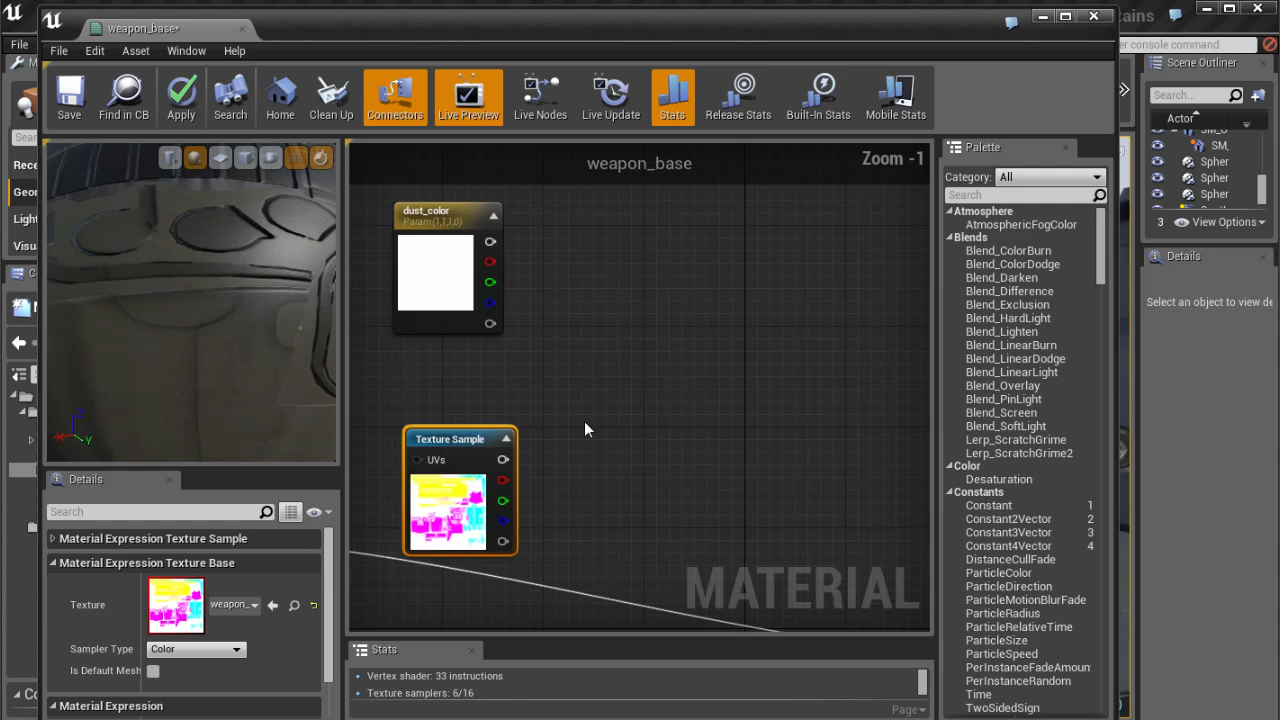 weapon_base*
tains
File Edit Asset Window Help
File
er console command
Save Find in CB Apply Search Home Clean Up Connectors Live Preview Live Nodes Live Update Stats Release Stats Built-In Stats Mobile Stats
Scene Outliner
Search...
Actor
SM_
Spher
Spher
Spher
3 View Options
Details
Select an object to view de
Sear
Rece
Geor
Light
Visua
weapon_base
Zoom -1
dust_color
Param(1,1,1,0)
Texture Sample
UVs
MATERIAL
Z
X
Y
Details
Search
Material Expression Texture Sample
Material Expression Texture Base
Texture
weapon_
Sampler Type
Color
Is Default Mesh
Material Expression
Stats
Vertex shader: 33 instructions
Texture samplers: 6/16
Page
Palette
Category: All
Search
Atmosphere
AtmosphericFogColor
Blends
Blend_ColorBurn
Blend_ColorDodge
Blend_Darken
Blend_Difference
Blend_Exclusion
Blend_HardLight
Blend_Lighten
Blend_LinearBurn
Blend_LinearDodge
Blend_LinearLight
Blend_Overlay
Blend_PinLight
Blend_Screen
Blend_SoftLight
Lerp_ScratchGrime
Lerp_ScratchGrime2
Color
Desaturation
Constants
Constant 1
Constant2Vector 2
Constant3Vector 3
Constant4Vector 4
DistanceCullFade
ParticleColor
ParticleDirection
ParticleMotionBlurFade
ParticleRadius
ParticleRelativeTime
ParticleSize
ParticleSpeed
PerInstanceFadeAmoun
PerInstanceRandom
Time
TwoSidedSign